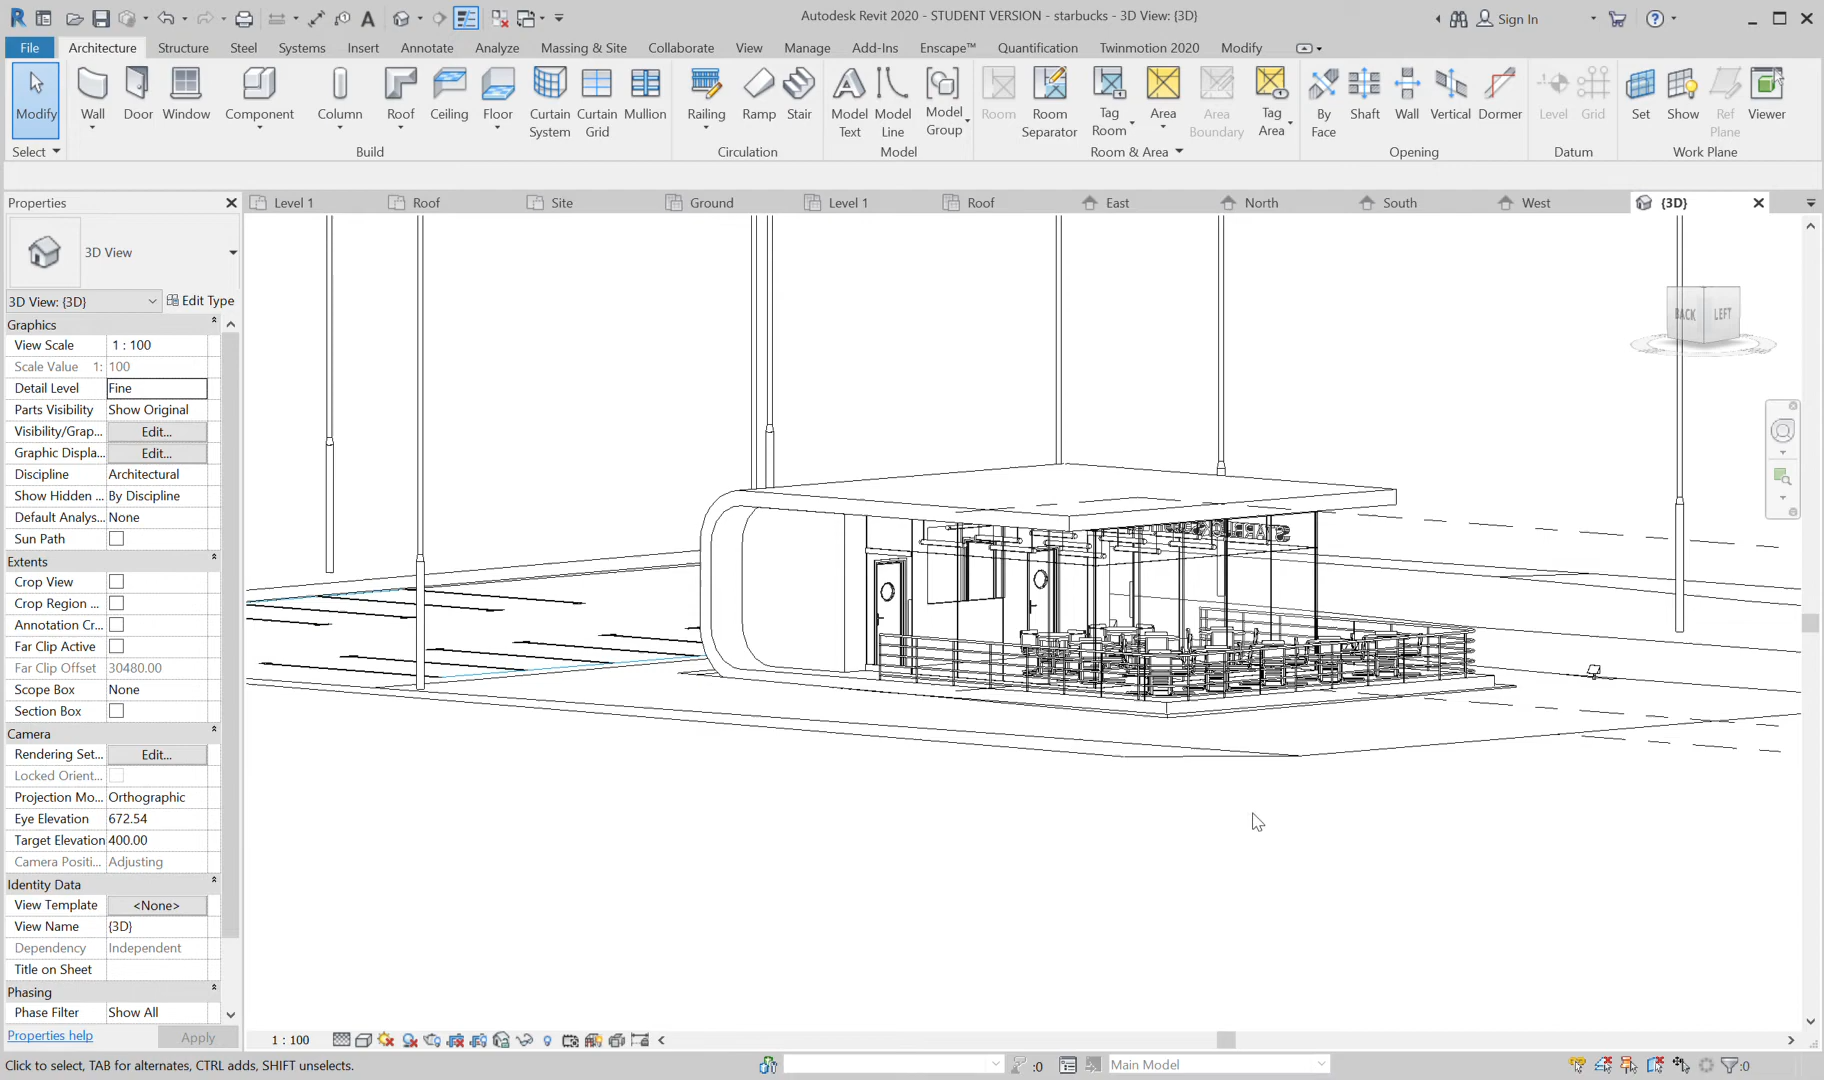 Autodesk Revit 2020 - STUDENT VERSION - starbucks - 3D View: {3D}
Sign In
File Architecture Structure Steel Systems Insert Annotate Analyze Massing & Site Collaborate View Manage Add-Ins Enscape™ Quantification Twinmotion 2020 Modify
Modify
Wall
Door
Window
Component
Column
Roof
Ceiling
Floor
Curtain System
Curtain Grid
Mullion
Railing
Ramp
Stair
Model Text
Model Line
Model Group
Room
Room Separator
Tag Room
Area
Area Boundary
Tag Area
By Face
Shaft
Wall
Vertical
Dormer
Level
Grid
Set
Show
Ref Plane
Viewer
Select
Build
Circulation
Model
Room & Area
Opening
Datum
Work Plane
Properties
Level 1
Roof
Site
Ground
Level 1
Roof
East
North
South
West
{3D}
3D View
3D View: {3D}
Edit Type
Graphics
View Scale 1 : 100
Scale Value 1: 100
Detail Level Fine
Parts Visibility Show Original
Visibility/Grap... Edit...
Graphic Displa... Edit...
Discipline Architectural
Show Hidden ... By Discipline
Default Analys... None
Sun Path
Extents
Crop View
Crop Region ...
Annotation Cr...
Far Clip Active
Far Clip Offset 30480.00
Scope Box None
Section Box
Camera
Rendering Set... Edit...
Locked Orient...
Projection Mo... Orthographic
Eye Elevation 672.54
Target Elevation 400.00
Camera Positi... Adjusting
Identity Data
View Template <None>
View Name {3D}
Dependency Independent
Title on Sheet
Phasing
Phase Filter Show All
Properties help
Apply
BACK
LEFT
1 : 100
Click to select, TAB for alternates, CTRL adds, SHIFT unselects.
:0
Main Model
:0